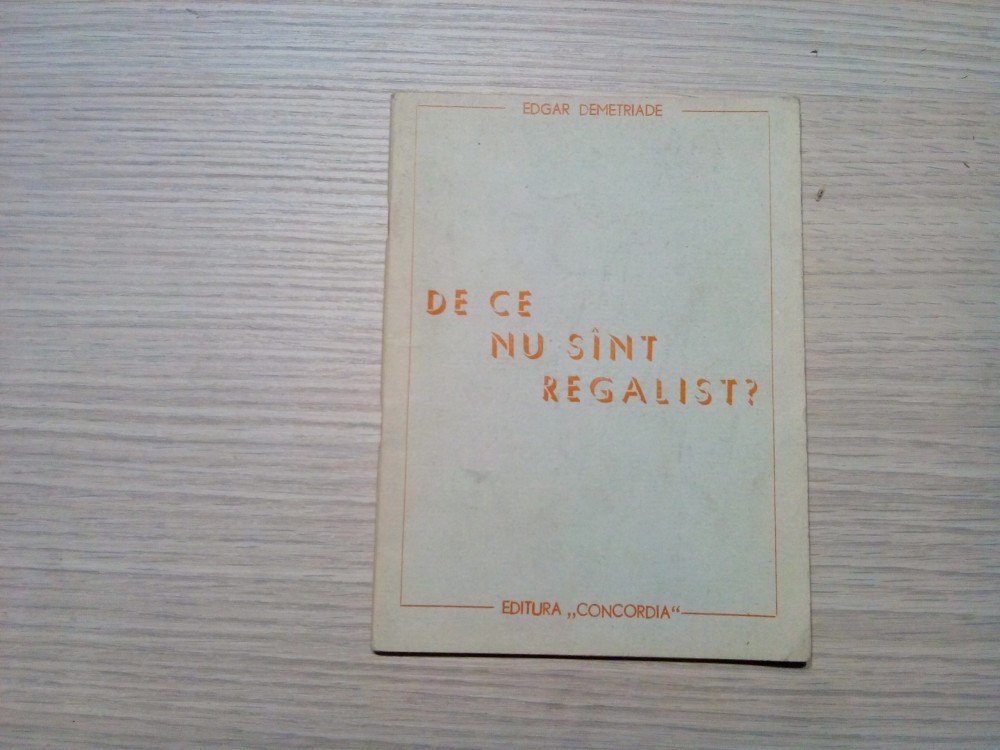 EDGAR DEMETRIADE
DE CE
NU SÎNT
REGALIST?
EDITURA „CONCORDIA“